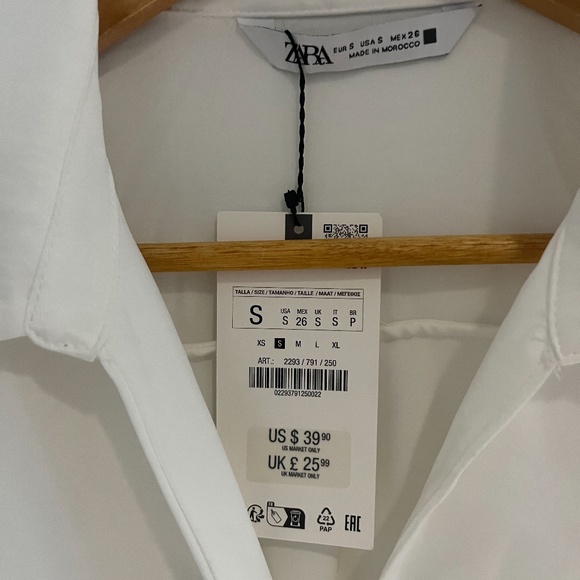 ZARA
EUR S USA S MEX 26
MADE IN MOROCCO
TALLA / SIZE / TAMANHO / TAILLE / MAAT / ΜΕΓΕΘΟΣ
S
USA MEX UK IT BR
S 26 S S P
XS S M L XL
ART.: 2293 / 791 / 250
02293791250022
US $ 39 90
US MARKET ONLY
UK £ 25 99
UK MARKET ONLY
22
PAP
EAC